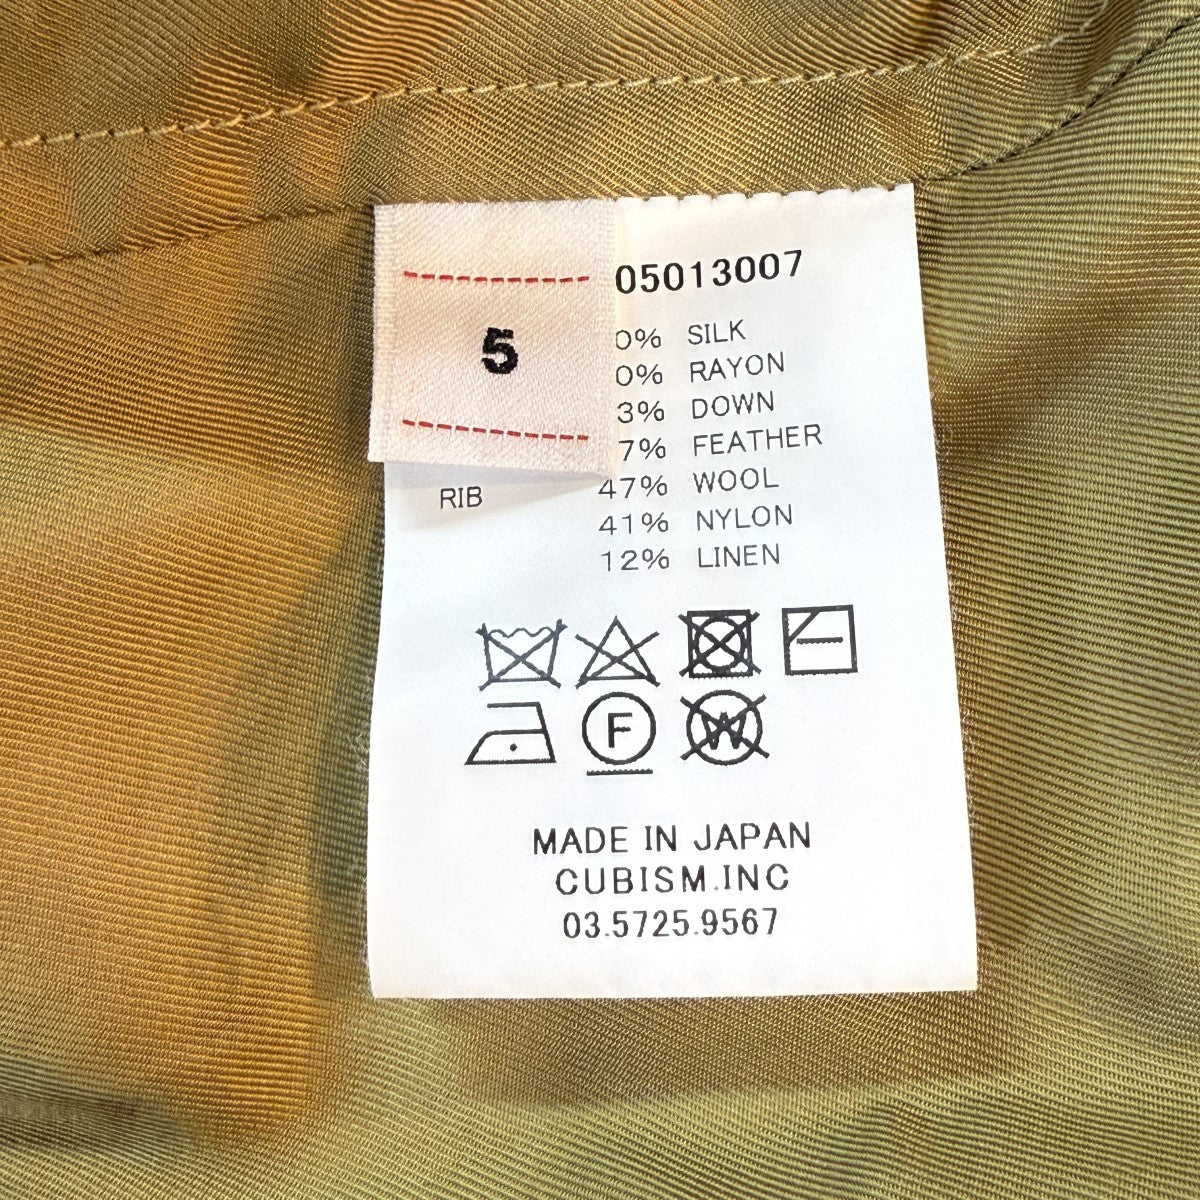 5
05013007
0% SILK
0% RAYON
3% DOWN
7% FEATHER
RIB 47% WOOL
41% NYLON
12% LINEN
F
W
MADE IN JAPAN
CUBISM.INC
03.5725.9567